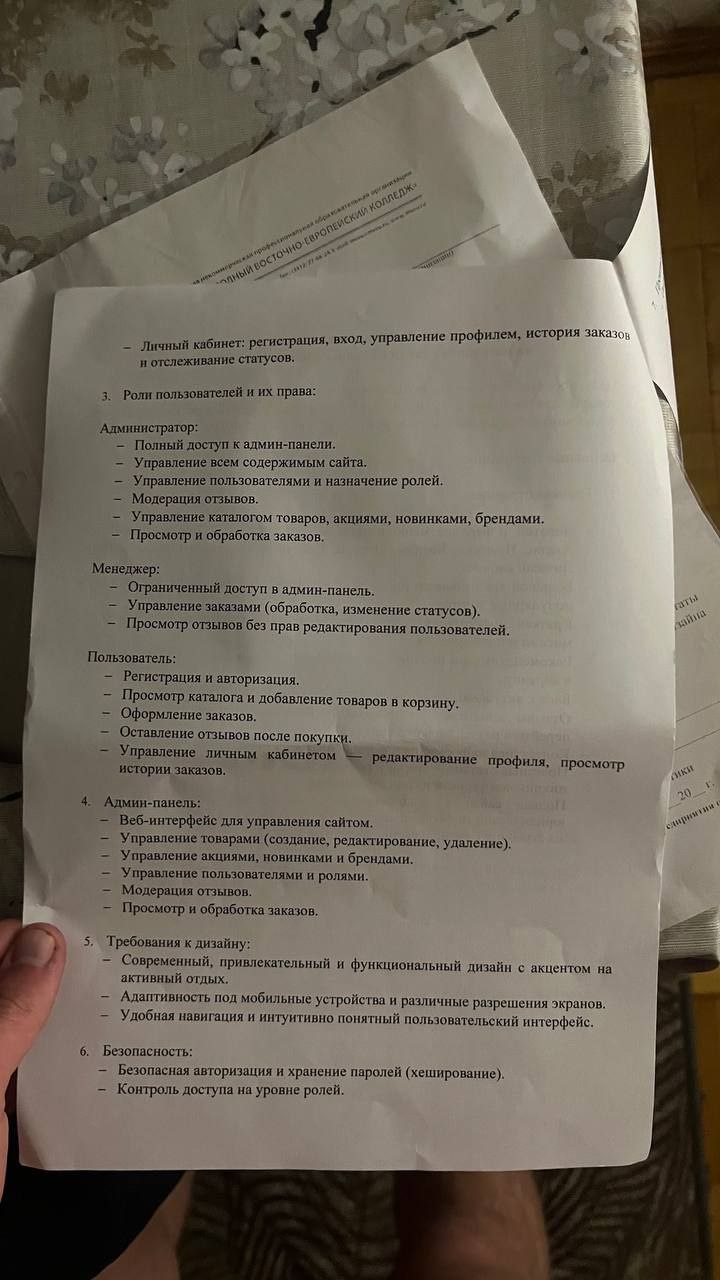 некоммерческая профессиональная образовательная организация
ВОСТОЧНО-ЕВРОПЕЙСКИЙ КОЛЛЕДЖ»
– Личный кабинет: регистрация, вход, управление профилем, история заказов
и отслеживание статусов.
3. Роли пользователей и их права:
Администратор:
– Полный доступ к админ-панели.
– Управление всем содержимым сайта.
– Управление пользователями и назначение ролей.
– Модерация отзывов.
– Управление каталогом товаров, акциями, новинками, брендами.
– Просмотр и обработка заказов.
Менеджер:
– Ограниченный доступ в админ-панель.
– Управление заказами (обработка, изменение статусов).
– Просмотр отзывов без прав редактирования пользователей.
Пользователь:
– Регистрация и авторизация.
– Просмотр каталога и добавление товаров в корзину.
– Оформление заказов.
– Оставление отзывов после покупки.
– Управление личным кабинетом — редактирование профиля, просмотр
истории заказов.
4. Админ-панель:
– Веб-интерфейс для управления сайтом.
– Управление товарами (создание, редактирование, удаление).
– Управление акциями, новинками и брендами.
– Управление пользователями и ролями.
– Модерация отзывов.
– Просмотр и обработка заказов.
5. Требования к дизайну:
– Современный, привлекательный и функциональный дизайн с акцентом на
активный отдых.
– Адаптивность под мобильные устройства и различные разрешения экранов.
– Удобная навигация и интуитивно понятный пользовательский интерфейс.
6. Безопасность:
– Безопасная авторизация и хранение паролей (хеширование).
– Контроль доступа на уровне ролей.
20 г.